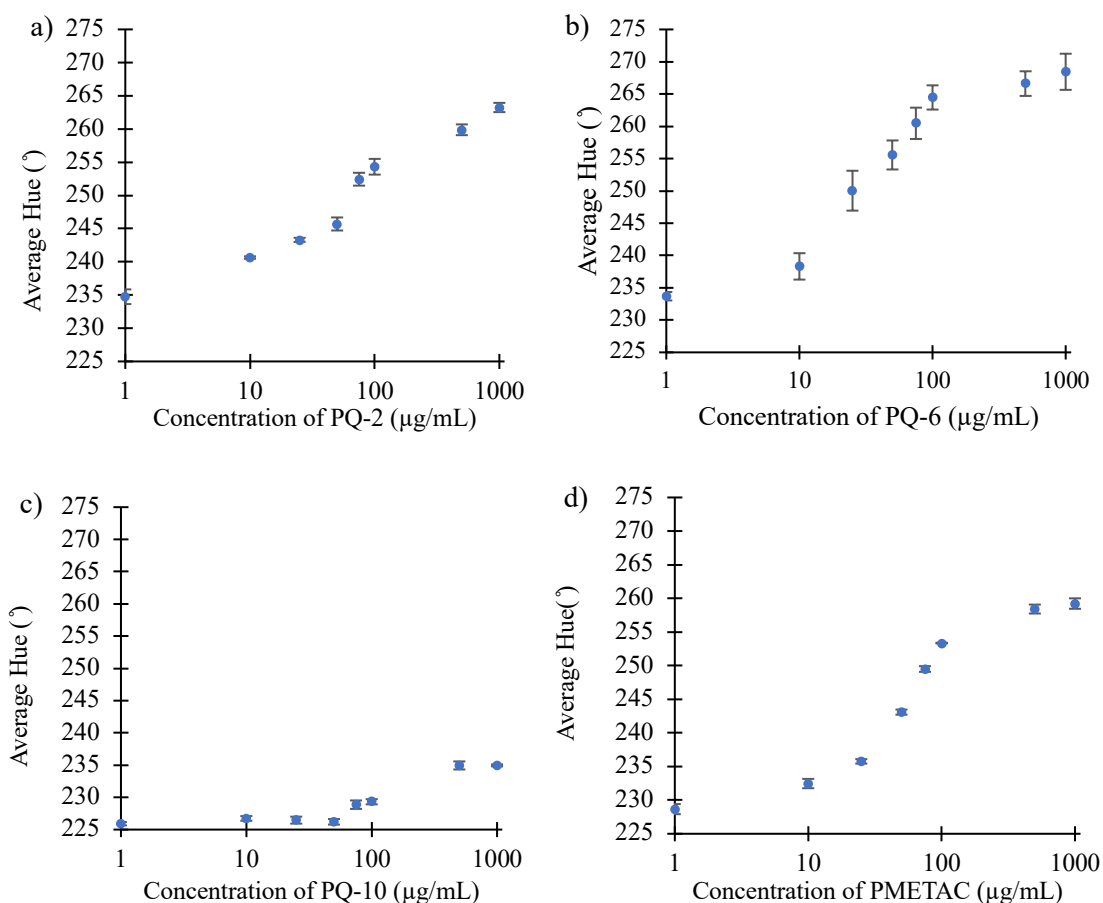 a)
275
270
265
260
255
250
245
240
235
230
225
Average Hue (°)
1 10 100 1000
Concentration of PQ-2 (µg/mL)
b)
275
270
265
260
255
250
245
240
235
230
225
Average Hue (°)
1 10 100 1000
Concentration of PQ-6 (µg/mL)
c)
275
270
265
260
255
250
245
240
235
230
225
Average Hue (°)
1 10 100 1000
Concentration of PQ-10 (µg/mL)
d)
275
270
265
260
255
250
245
240
235
230
225
Average Hue(°)
1 10 100 1000
Concentration of PMETAC (µg/mL)